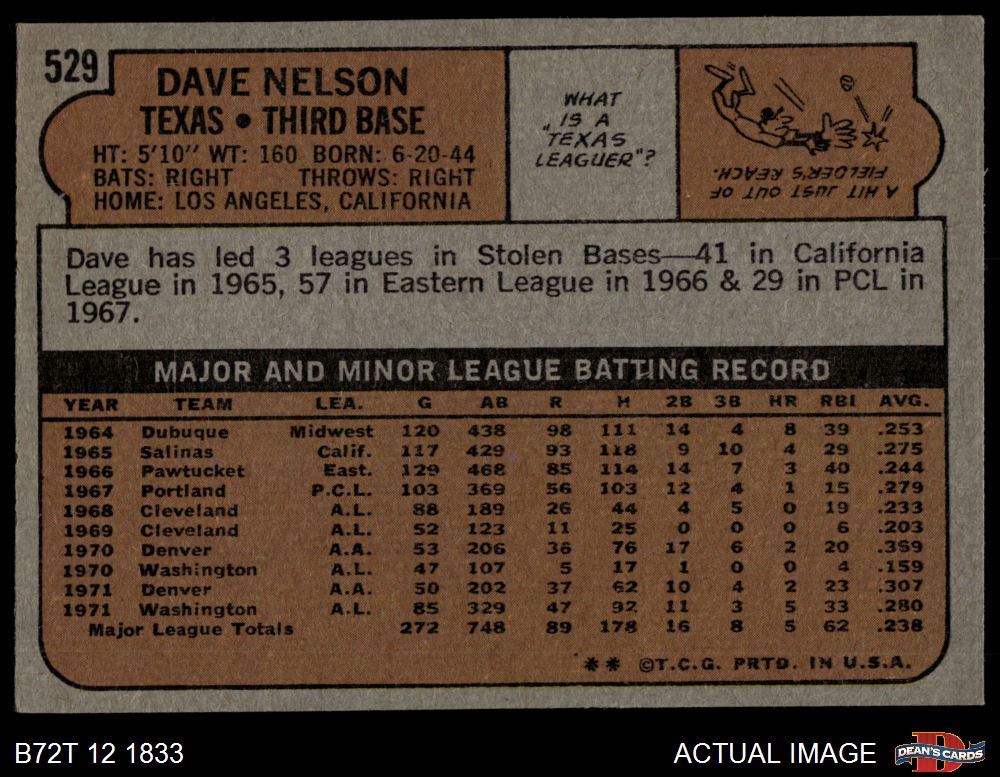 529
DAVE NELSON
TEXAS • THIRD BASE
HT: 5'10" WT: 160 BORN: 6-20-44
BATS: RIGHT THROWS: RIGHT
HOME: LOS ANGELES, CALIFORNIA
WHAT
IS A
"TEXAS
LEAGUER"?
A HIT JUST OUT OF
FIELDER'S REACH.
Dave has led 3 leagues in Stolen Bases—41 in California
League in 1965, 57 in Eastern League in 1966 & 29 in PCL in
1967.
MAJOR AND MINOR LEAGUE BATTING RECORD
YEAR TEAM LEA. G AB R H 2B 3B HR RBI AVG.
1964 Dubuque Midwest 120 438 98 111 14 4 8 39 .253
1965 Salinas Calif. 117 429 93 118 9 10 4 29 .275
1966 Pawtucket East. 129 468 85 114 14 7 3 40 .244
1967 Portland P.C.L. 103 369 56 103 12 4 1 15 .279
1968 Cleveland A.L. 88 189 26 44 4 5 0 19 .233
1969 Cleveland A.L. 52 123 11 25 0 0 0 6 .203
1970 Denver A.A. 53 206 36 76 17 6 2 20 .369
1970 Washington A.L. 47 107 5 17 1 0 0 4 .159
1971 Denver A.A. 50 202 37 62 10 4 2 23 .307
1971 Washington A.L. 85 329 47 92 11 3 5 33 .280
Major League Totals 272 748 89 178 16 8 5 62 .238
** ©T.C.G. PRTD. IN U.S.A.
B72T 12 1833
ACTUAL IMAGE
D
DEAN'S CARDS